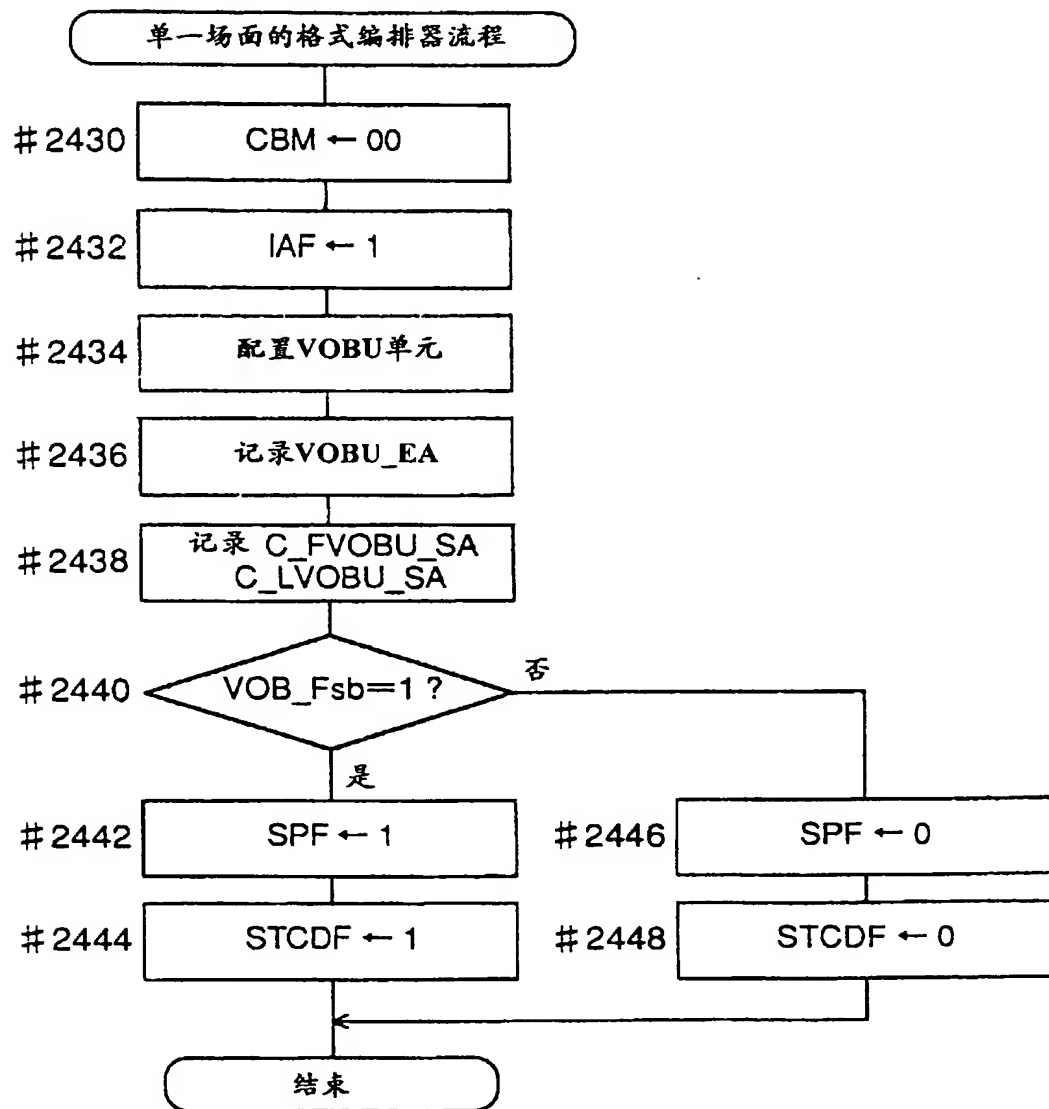 单一场面的格式编排器流程
#2430 CBM ← 00
#2432 IAF ← 1
#2434 配置VOBU单元
#2436 记录VOBU_EA
#2438 记录 C_FVOBU_SA
C_LVOBU_SA
否
#2440 VOB_Fsb=1?
是
#2442 SPF ← 1 #2446 SPF ← 0
#2444 STCDF ← 1 #2448 STCDF ← 0
结束